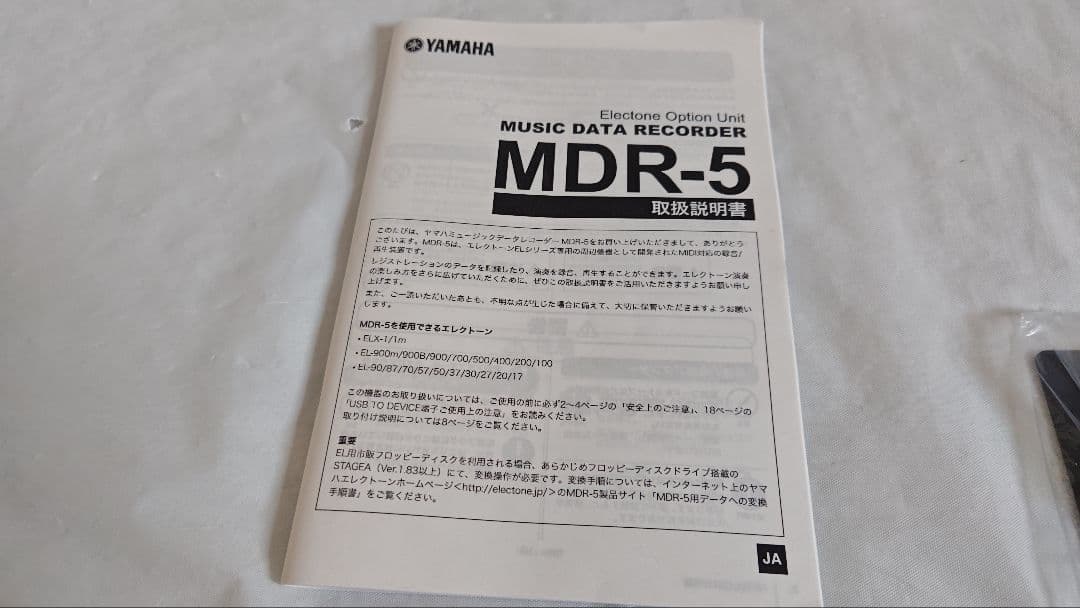 YAMAHA
Electone Option Unit
MUSIC DATA RECORDER
MDR-5
取扱説明書
このたびは、ヤマハミュージックデータレコーダーMDR-5をお買い上げいただきまして、ありがとう
ございます。MDR-5は、エレクトーンELシリーズ専用の周辺機器として開発されたMIDI対応の録音/
再生装置です。
レジストレーションのデータを記録したり、演奏を録音、再生することができます。エレクトーン演奏
の楽しみ方をさらに広げていただくために、ぜひこの取扱説明書をご活用いただきますようお願い申し
上げます。
また、ご一読いただいたあとも、不明な点が生じた場合に備えて、大切に保管いただきますようお願い
します。
MDR-5を使用できるエレクトーン
・ELX-1/1m
・EL-900m/900B/900/700/500/400/200/100
・EL-90/87/70/57/50/37/30/27/20/17
この機器のお取り扱いについては、ご使用の前に必ず2~4ページの「安全上のご注意」、18ページの
「USB TO DEVICE端子ご使用上の注意」をお読みください。
取り付け説明については8ページをご覧ください。
重要
EL用市販フロッピーディスクを利用される場合、あらかじめフロッピーディスクドライブ搭載の
STAGEA（Ver.1.83以上）にて、変換操作が必要です。変換手順については、インターネット上のヤマ
ハエレクトーンホームページ<http://electone.jp/>のMDR-5製品サイト「MDR-5用データへの変換
手順書」をご覧ください。
JA